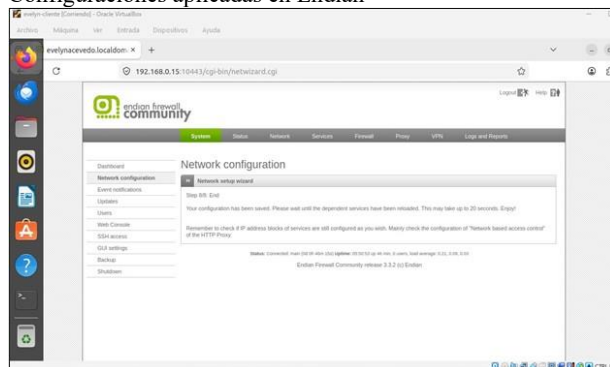 Configuraciones aplicadas en Endian
evelyn-cliente [Corriendo] - Oracle VirtualBox
Archivo Máquina Ver Entrada Dispositivos Ayuda
evelynacevedo.localdom × +
192.168.0.15:10443/cgi-bin/netwizard.cgi
Logout Help
endian firewall
community
System Status Network Services Firewall Proxy VPN Logs and Reports
Dashboard
Network configuration
Event notifications
Updates
Users
Web Console
SSH access
GUI settings
Backup
Shutdown
Network configuration
Network setup wizard
Step 8/8: End
Your configuration has been saved. Please wait until the dependent services have been reloaded. This may take up to 20 seconds. Enjoy!
Remember to check if IP address blocks of services are still configured as you wish. Mainly check the configuration of "Network based access control"
of the HTTP Proxy.
Status: Connected: main Uptime:
Endian Firewall Community release 3.3.2 (c) Endian